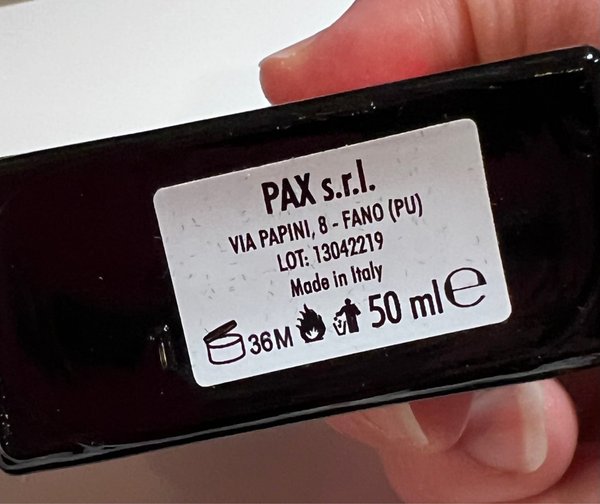 PAX s.r.l.
VIA PAPINI, 8 - FANO (PU)
LOT: 13042219
Made in Italy
36M 50 ml ℮